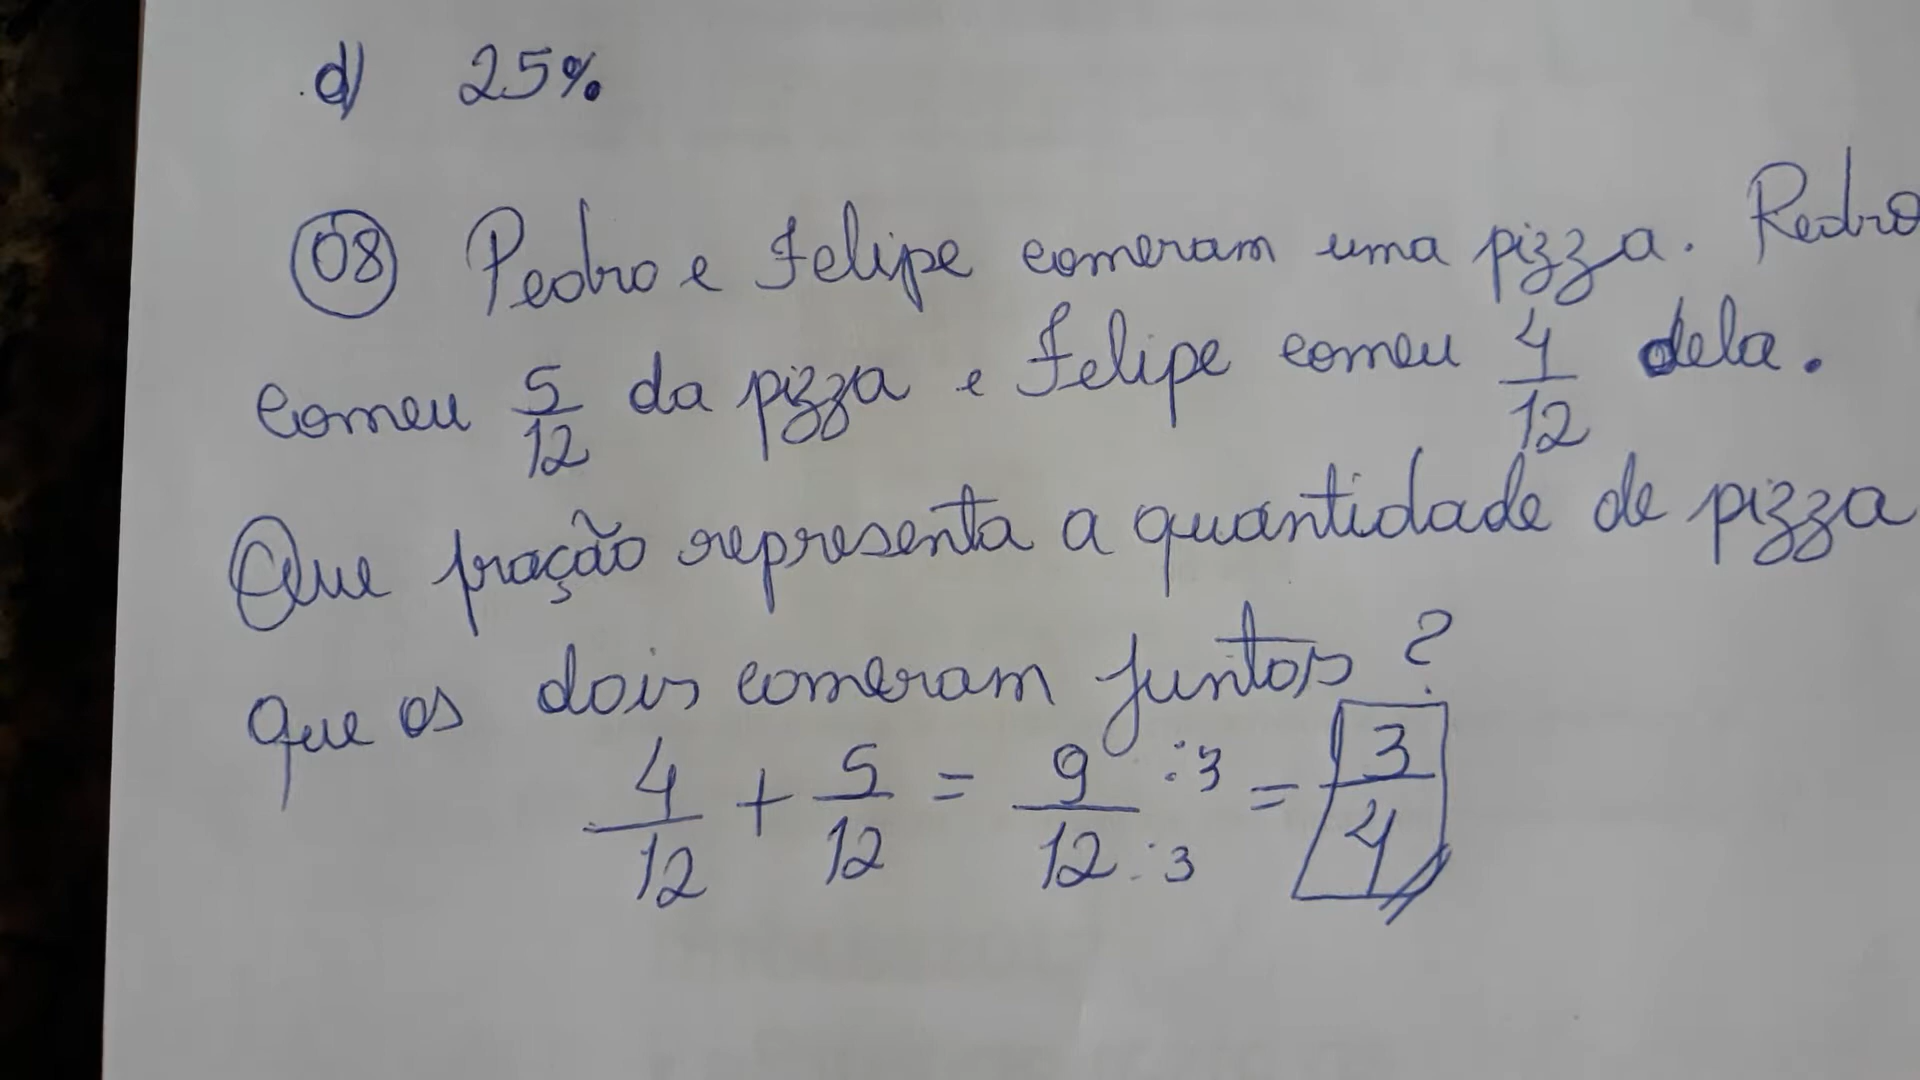 d) 25%
08 Pedro e Felipe comeram uma pizza. Pedro
comeu 5/12 da pizza e Felipe comeu 4/12 dela.
Que fração representa a quantidade de pizza
que os dois comeram juntos?
4/12 + 5/12 = 9/12 :3 :3 = 3/4